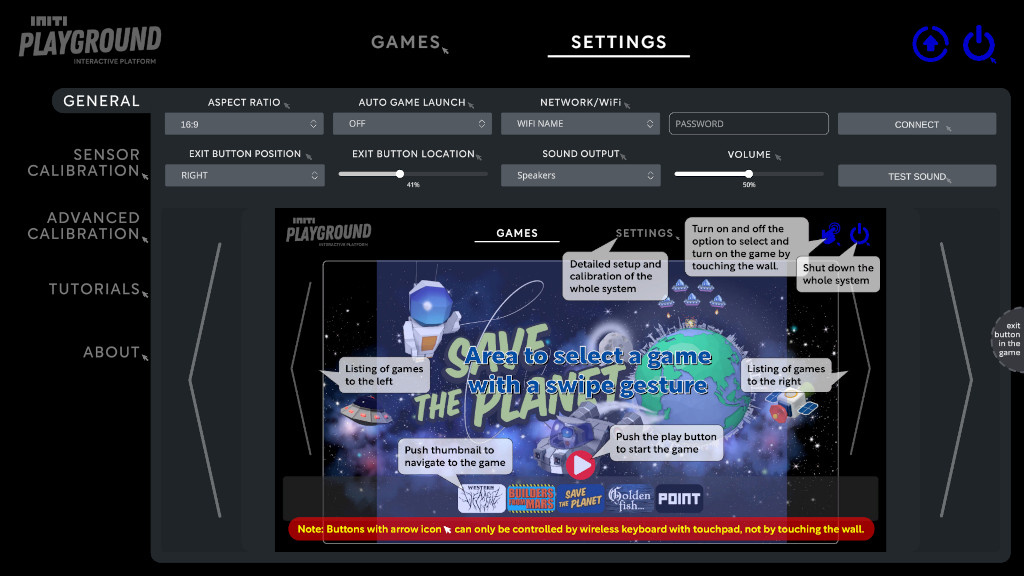 INITI
PLAYGROUND
INTERACTIVE PLATFORM
GAMES
SETTINGS
GENERAL
SENSOR
CALIBRATION
ADVANCED
CALIBRATION
TUTORIALS
ABOUT
ASPECT RATIO
AUTO GAME LAUNCH
NETWORK/WiFi
16:9
OFF
WIFI NAME
PASSWORD
CONNECT
EXIT BUTTON POSITION
EXIT BUTTON LOCATION
SOUND OUTPUT
VOLUME
RIGHT
41%
Speakers
50%
TEST SOUND
INITI
PLAYGROUND
INTERACTIVE PLATFORM
GAMES
SETTINGS
Turn on and off the
option to select and
turn on the game by
touching the wall.
Detailed setup and
calibration of the
whole system
Shut down the
whole system
SAVE
THE PLANET
Area to select a game
with a swipe gesture
Listing of games
to the left
Listing of games
to the right
Push thumbnail to
navigate to the game
Push the play button
to start the game
WESTERN
BUILDERS
FROM MARS
SAVE
THE PLANET
Golden
fish...
POINT
Note: Buttons with arrow icon can only be controlled by wireless keyboard with touchpad, not by touching the wall.
exit
button
in the
game